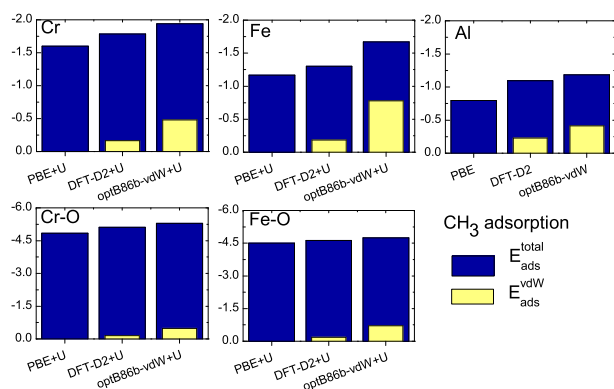 Cr
-2.0
-1.5
-1.0
-0.5
0.0
PBE+U
DFT-D2+U
optB86b-vdW+U
Fe
-2.0
-1.5
-1.0
-0.5
0.0
PBE+U
DFT-D2+U
optB86b-vdW+U
Al
-2.0
-1.5
-1.0
-0.5
0.0
PBE
DFT-D2
optB86b-vdW
Cr-O
-6.0
-4.5
-3.0
-1.5
0.0
PBE+U
DFT-D2+U
optB86b-vdW+U
Fe-O
-6.0
-4.5
-3.0
-1.5
0.0
PBE+U
DFT-D2+U
optB86b-vdW+U
CH₃ adsorption
E total ads
E vdW ads